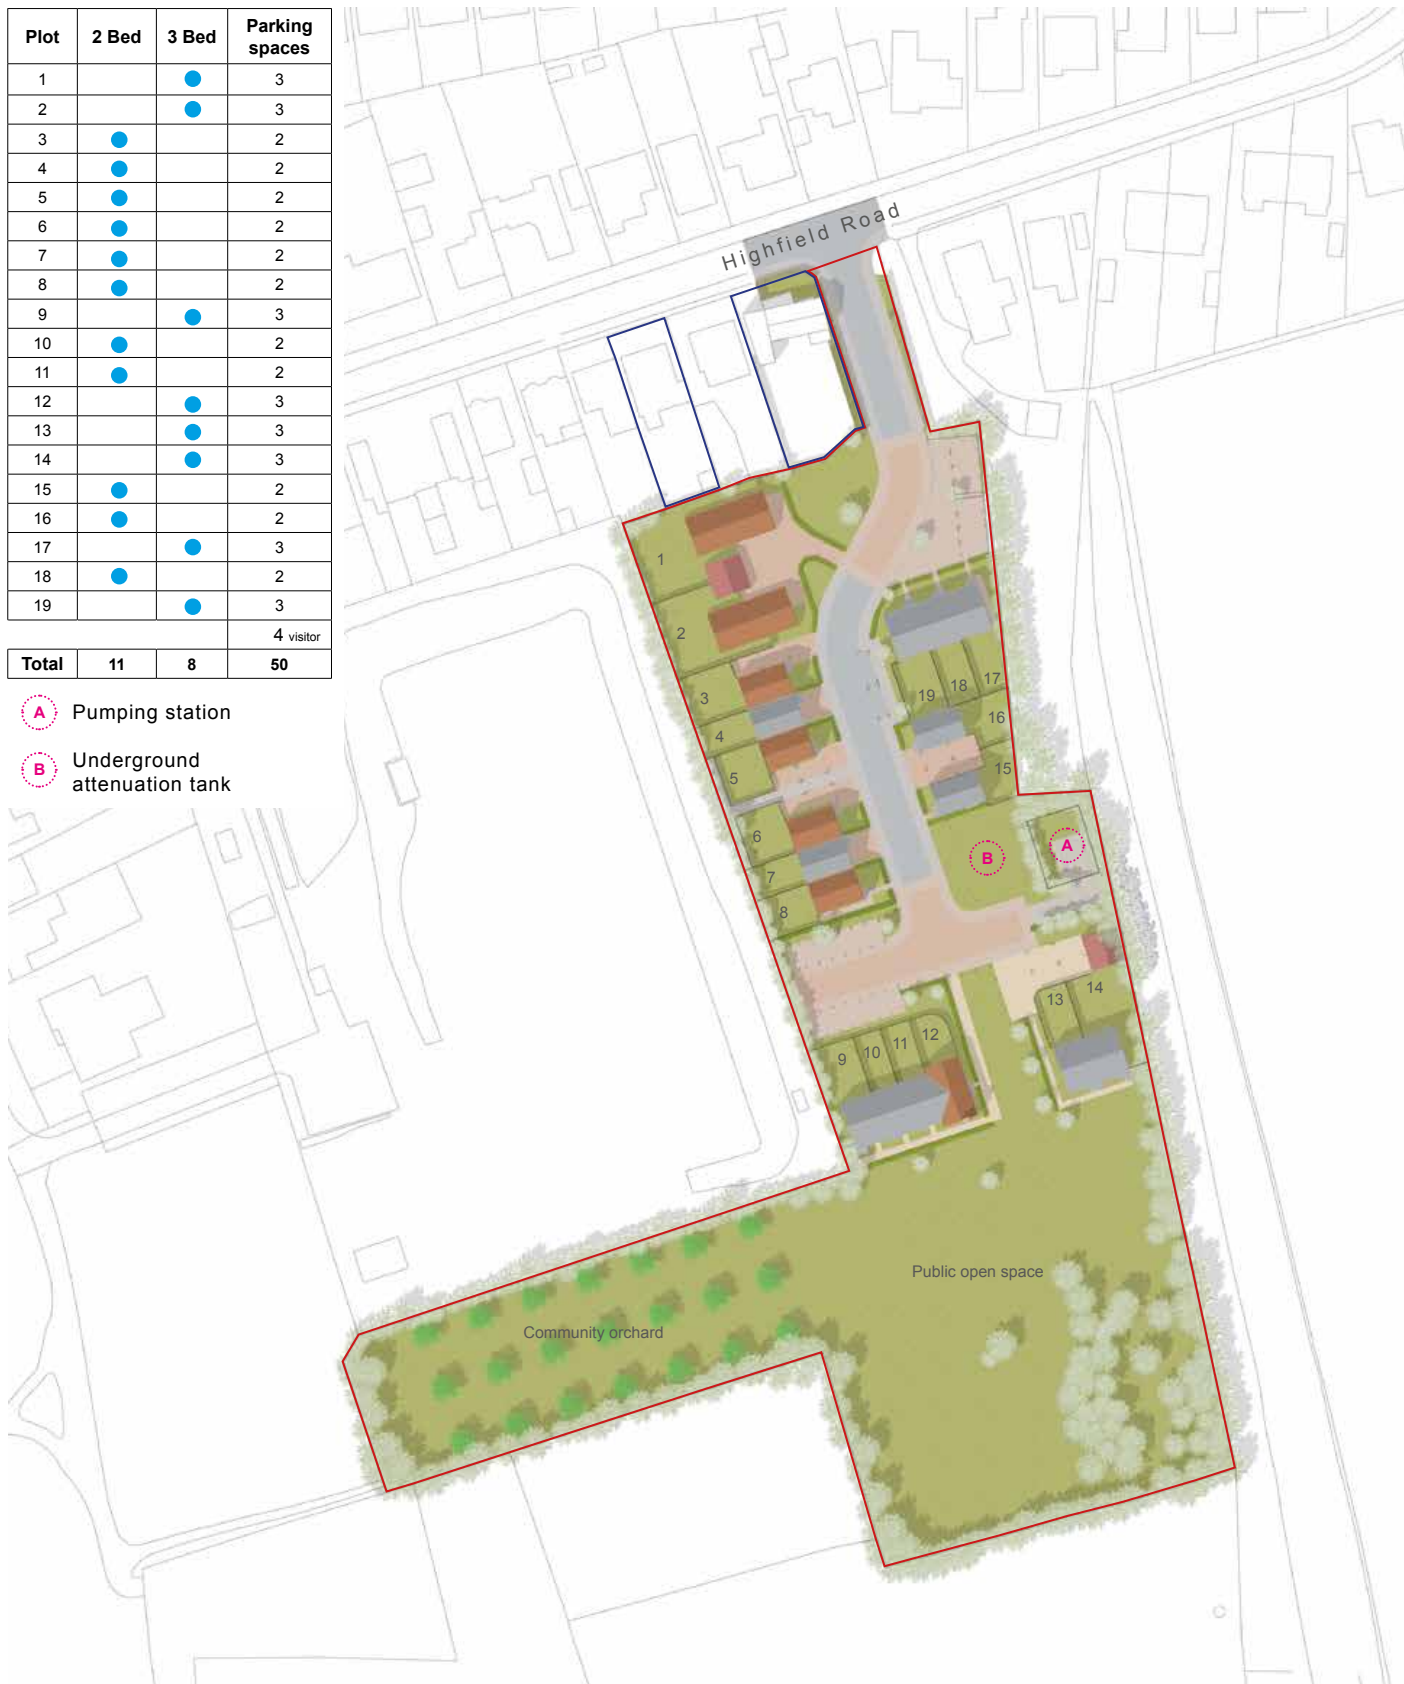 Plot 2 Bed 3 Bed Parking
spaces
1 3
2 3
3 2
4 2
5 2
6 2
7 2
8 2
9 3
10 2
11 2
12 3
13 3
14 3
15 2
16 2
17 3
18 2
19 3
4 visitor
Total 11 8 50
A Pumping station
B Underground
attenuation tank
Highfield Road
1
2
3
4
5
6
7
8
19 18 17
16
15
B
A
9 10 11 12
13 14
Public open space
Community orchard